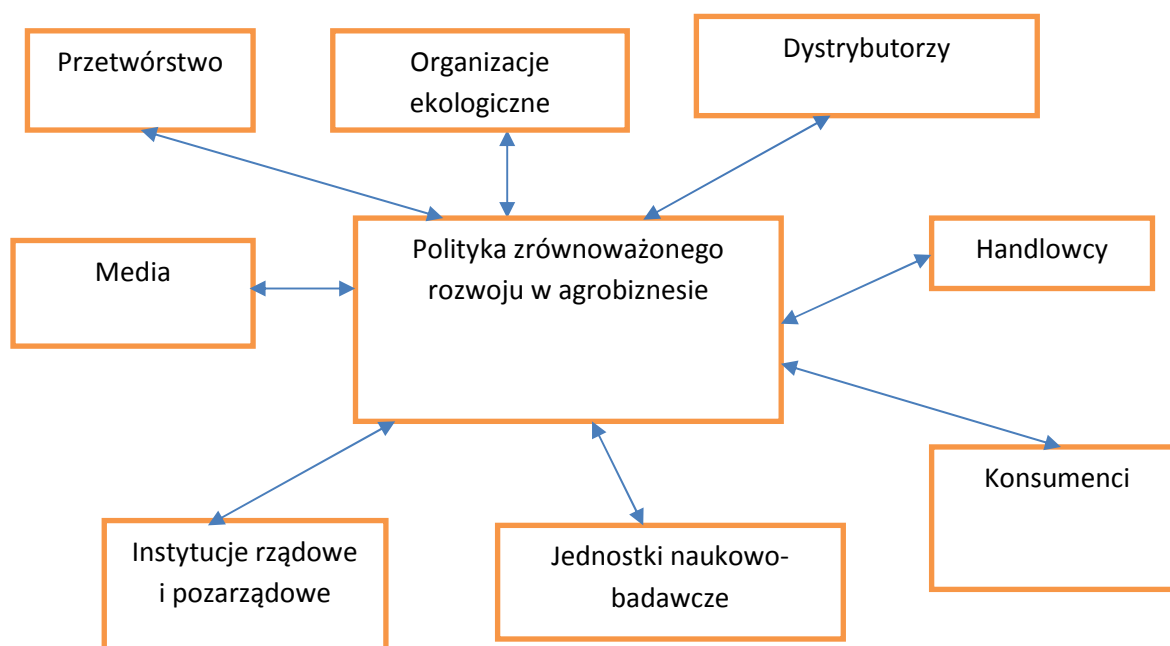 Przetwórstwo
Organizacje
ekologiczne
Dystrybutorzy
Media
Polityka zrównoważonego
rozwoju w agrobiznesie
Handlowcy
Konsumenci
Instytucje rządowe
i pozarządowe
Jednostki naukowo-
badawcze